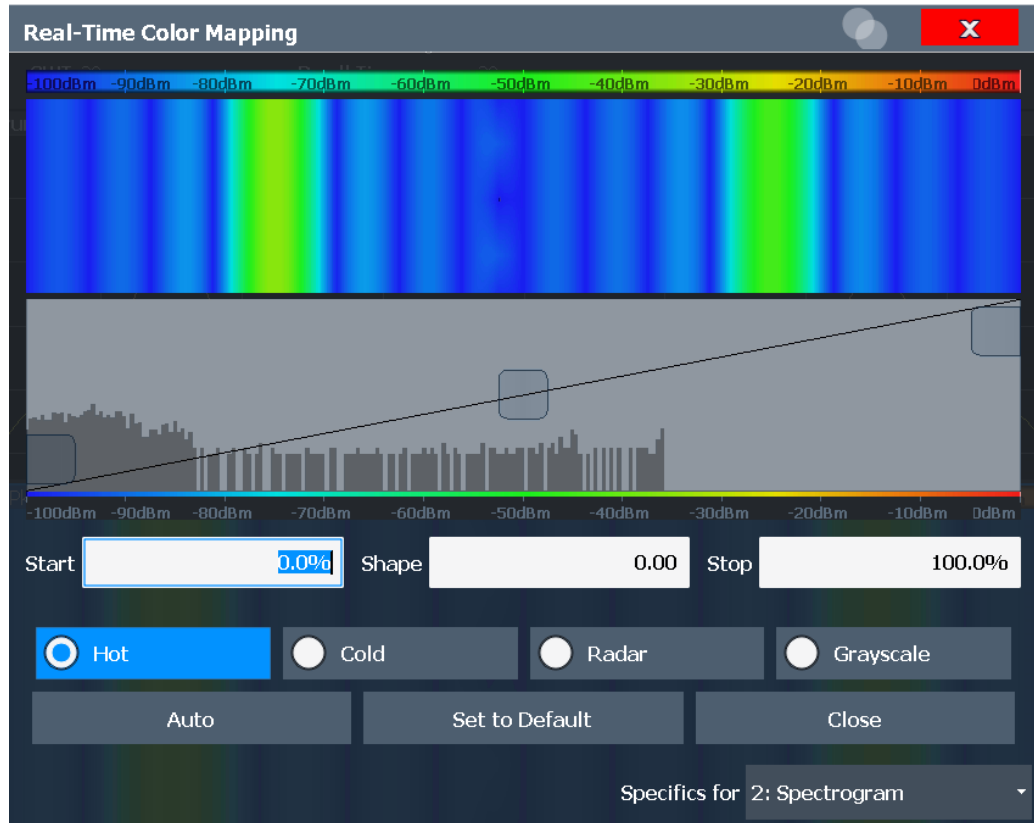 Real-Time Color Mapping X
-100dBm -90dBm -80dBm -70dBm -60dBm -50dBm -40dBm -30dBm -20dBm -10dBm 0dBm
-100dBm -90dBm -80dBm -70dBm -60dBm -50dBm -40dBm -30dBm -20dBm -10dBm 0dBm
Start 0.0% Shape 0.00 Stop 100.0%
Hot Cold Radar Grayscale
Auto Set to Default Close
Specifics for 2: Spectrogram